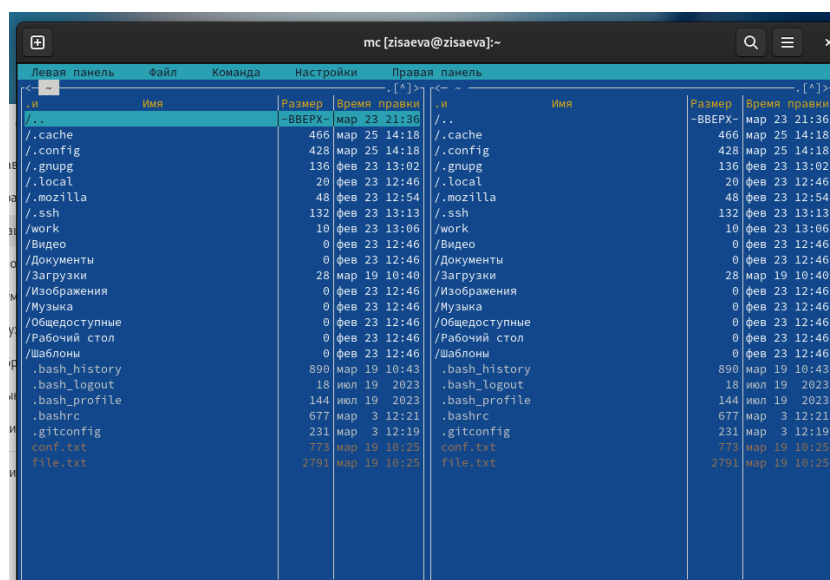 mc [zisaeva@zisaeva]:~
Левая панель Файл Команда Настройки Правая панель
<— ~ .[^]> <— ~ .[^]>
.и Имя Размер Время правки .и Имя Размер Время правки
/.. -ВВЕРХ- мар 23 21:36 /.. -ВВЕРХ- мар 23 21:36
/.cache 466 мар 25 14:18 /.cache 466 мар 25 14:18
/.config 428 мар 25 14:18 /.config 428 мар 25 14:18
/.gnupg 136 фев 23 13:02 /.gnupg 136 фев 23 13:02
/.local 20 фев 23 12:46 /.local 20 фев 23 12:46
/.mozilla 48 фев 23 12:54 /.mozilla 48 фев 23 12:54
/.ssh 132 фев 23 13:13 /.ssh 132 фев 23 13:13
/work 10 фев 23 13:06 /work 10 фев 23 13:06
/Видео 0 фев 23 12:46 /Видео 0 фев 23 12:46
/Документы 0 фев 23 12:46 /Документы 0 фев 23 12:46
/Загрузки 28 мар 19 10:40 /Загрузки 28 мар 19 10:40
/Изображения 0 фев 23 12:46 /Изображения 0 фев 23 12:46
/Музыка 0 фев 23 12:46 /Музыка 0 фев 23 12:46
/Общедоступные 0 фев 23 12:46 /Общедоступные 0 фев 23 12:46
/Рабочий стол 0 фев 23 12:46 /Рабочий стол 0 фев 23 12:46
/Шаблоны 0 фев 23 12:46 /Шаблоны 0 фев 23 12:46
.bash_history 890 мар 19 10:43 .bash_history 890 мар 19 10:43
.bash_logout 18 июл 19 2023 .bash_logout 18 июл 19 2023
.bash_profile 144 июл 19 2023 .bash_profile 144 июл 19 2023
.bashrc 677 мар 3 12:21 .bashrc 677 мар 3 12:21
.gitconfig 231 мар 3 12:19 .gitconfig 231 мар 3 12:19
conf.txt 773 мар 19 10:25 conf.txt 773 мар 19 10:25
file.txt 2791 мар 19 10:25 file.txt 2791 мар 19 10:25